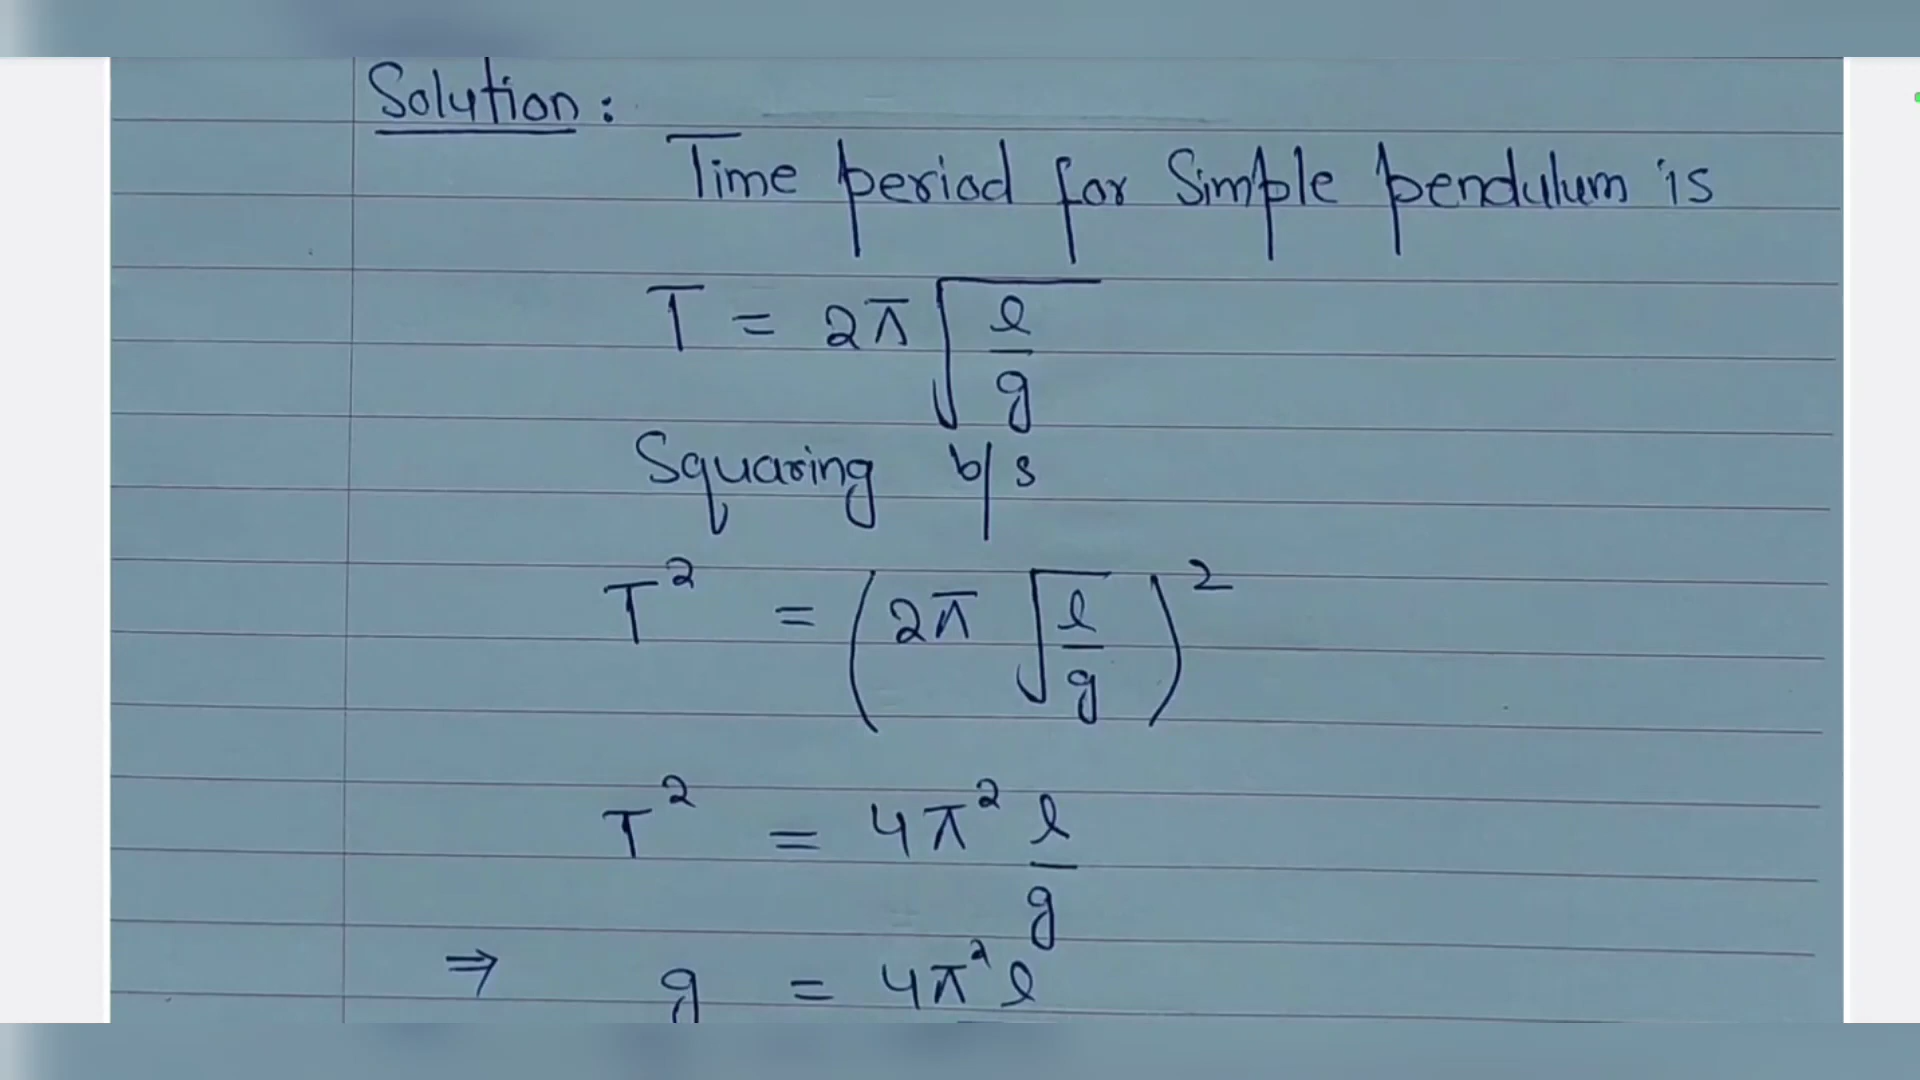 Solution :
Time period for Simple pendulum is
T = 2π √(l/g)
Squaring b/s
T² = (2π √(l/g))²
T² = 4π² l/g
⇒ g = 4π² l